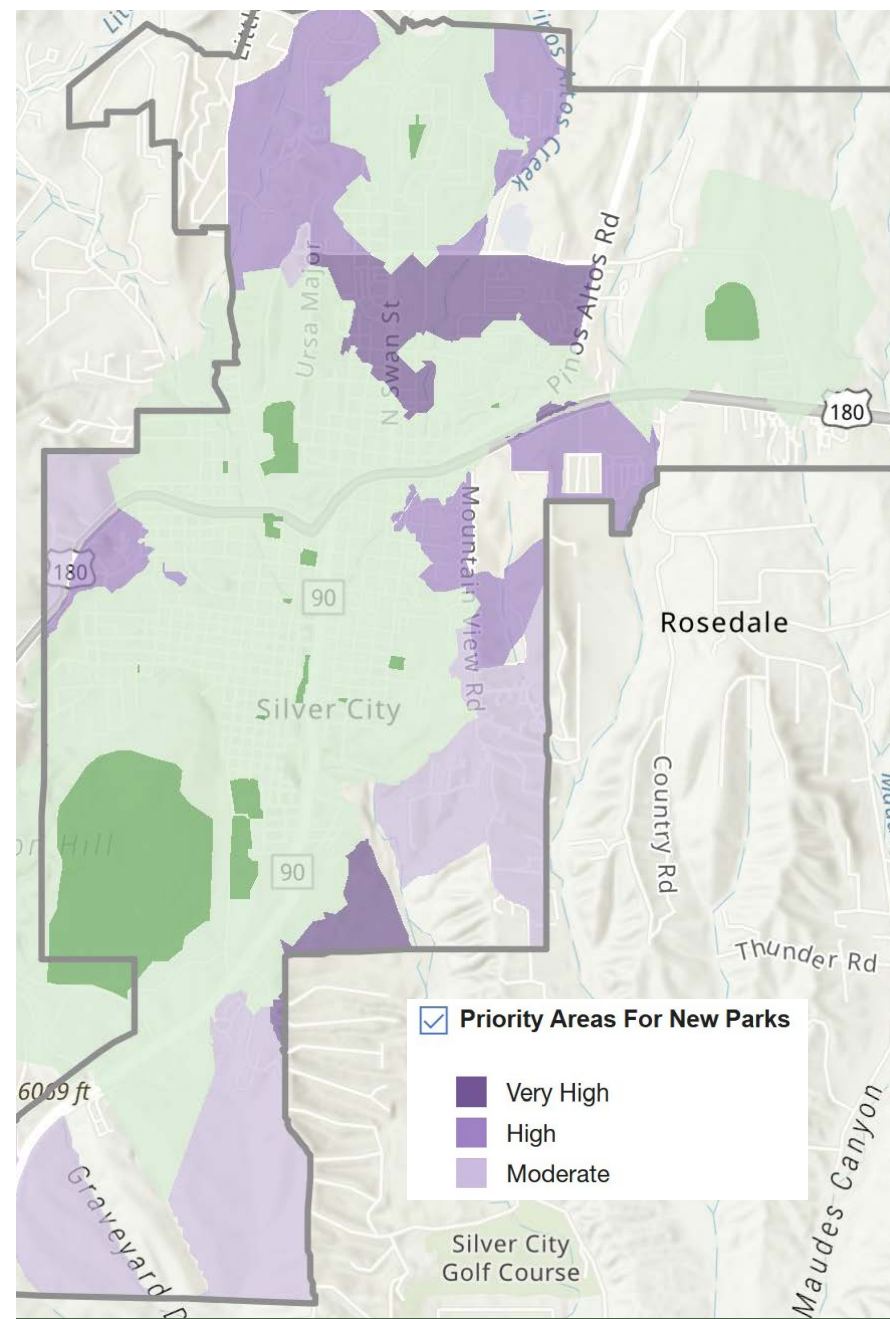 Pinos Altos Creek
Ursa Major
N Swan St
Pinos Altos Rd
180
180
Mountain View Rd
90
Rosedale
Silver City
Country Rd
90
Thunder Rd
Priority Areas For New Parks
Very High
High
Moderate
6069 ft
Graveyard
Maudes Canyon
Silver City
Golf Course